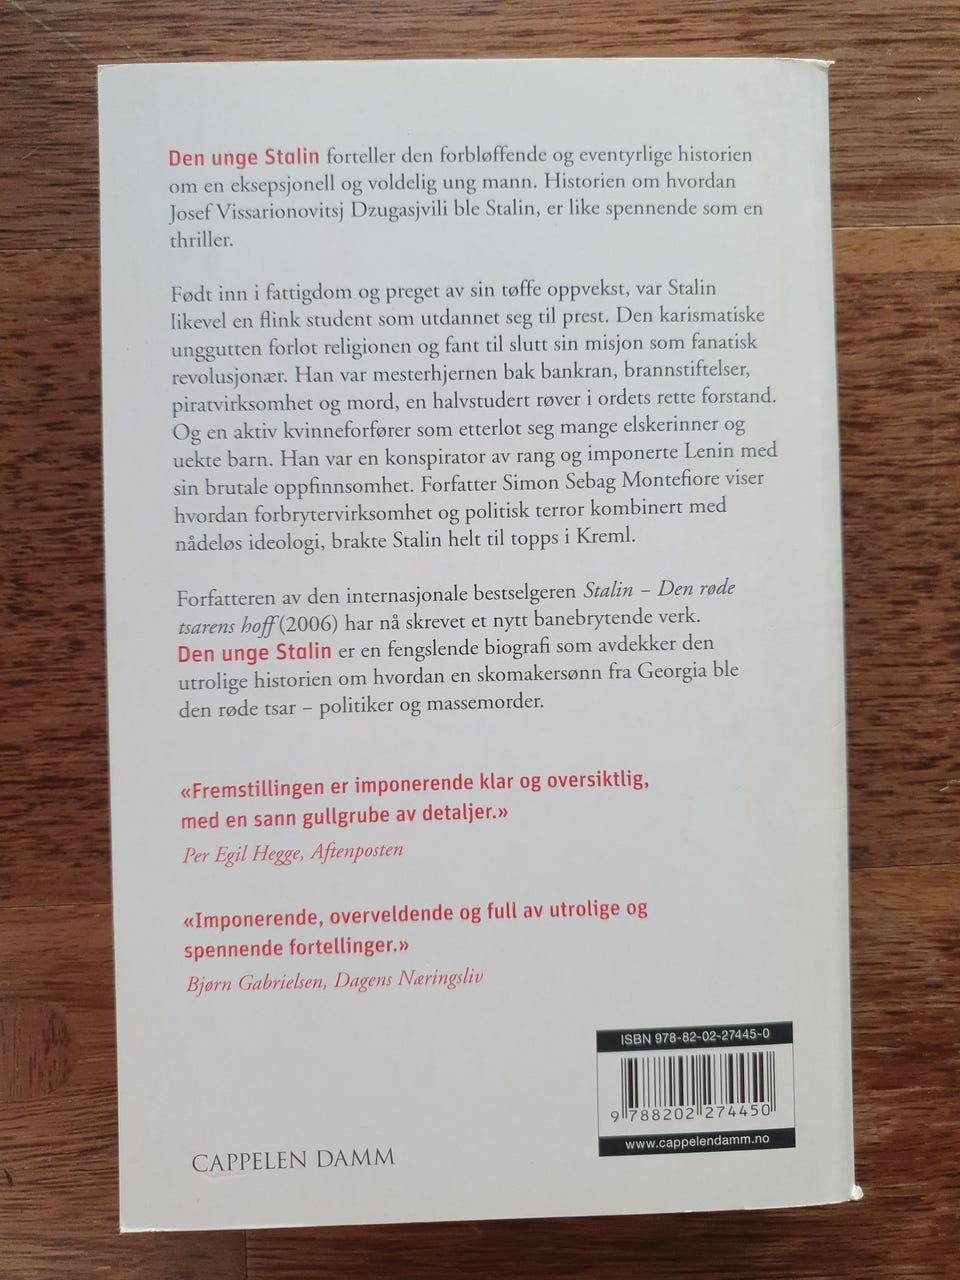 Den unge Stalin forteller den forbløffende og eventyrlige historien
om en eksepsjonell og voldelig ung mann. Historien om hvordan
Josef Vissarionovitsj Dzugasjvili ble Stalin, er like spennende som en
thriller.
Født inn i fattigdom og preget av sin tøffe oppvekst, var Stalin
likevel en flink student som utdannet seg til prest. Den karismatiske
unggutten forlot religionen og fant til slutt sin misjon som fanatisk
revolusjonær. Han var mesterhjernen bak bankran, brannstiftelser,
piratvirksomhet og mord, en halvstudert røver i ordets rette forstand.
Og en aktiv kvinneforfører som etterlot seg mange elskerinner og
uekte barn. Han var en konspirator av rang og imponerte Lenin med
sin brutale oppfinnsomhet. Forfatter Simon Sebag Montefiore viser
hvordan forbrytervirksomhet og politisk terror kombinert med
nådeløs ideologi, brakte Stalin helt til topps i Kreml.
Forfatteren av den internasjonale bestselgeren Stalin – Den røde
tsarens hoff (2006) har nå skrevet et nytt banebrytende verk.
Den unge Stalin er en fengslende biografi som avdekker den
utrolige historien om hvordan en skomakersønn fra Georgia ble
den røde tsar – politiker og massemorder.
«Fremstillingen er imponerende klar og oversiktlig,
med en sann gullgrube av detaljer.»
Per Egil Hegge, Aftenposten
«Imponerende, overveldende og full av utrolige og
spennende fortellinger.»
Bjørn Gabrielsen, Dagens Næringsliv
ISBN 978-82-02-27445-0
9 788202 274450
www.cappelendamm.no
CAPPELEN DAMM